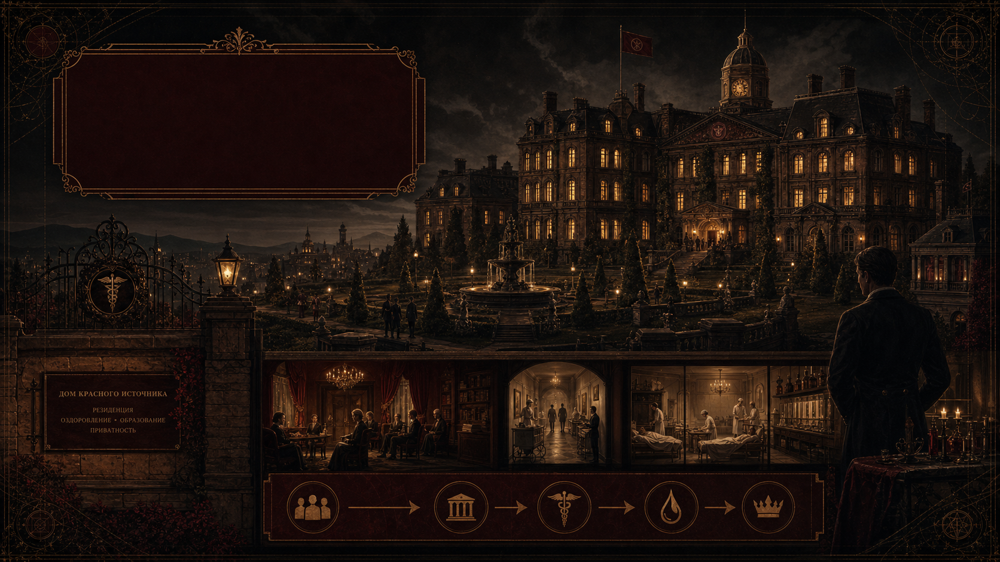 ДОМ КРАСНОГО ИСТОЧНИКА
РЕЗИДЕНЦИЯ
ОЗДОРОВЛЕНИЕ • ОБРАЗОВАНИЕ
ПРИВАТНОСТЬ